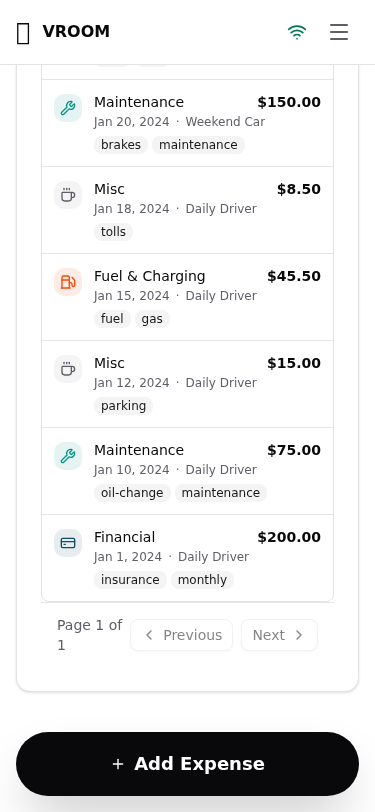 VROOM
Maintenance $150.00
Jan 20, 2024 · Weekend Car
brakes maintenance
Misc $8.50
Jan 18, 2024 · Daily Driver
tolls
Fuel & Charging $45.50
Jan 15, 2024 · Daily Driver
fuel gas
Misc $15.00
Jan 12, 2024 · Daily Driver
parking
Maintenance $75.00
Jan 10, 2024 · Daily Driver
oil-change maintenance
Financial $200.00
Jan 1, 2024 · Daily Driver
insurance monthly
Page 1 of
1
Previous Next
+ Add Expense